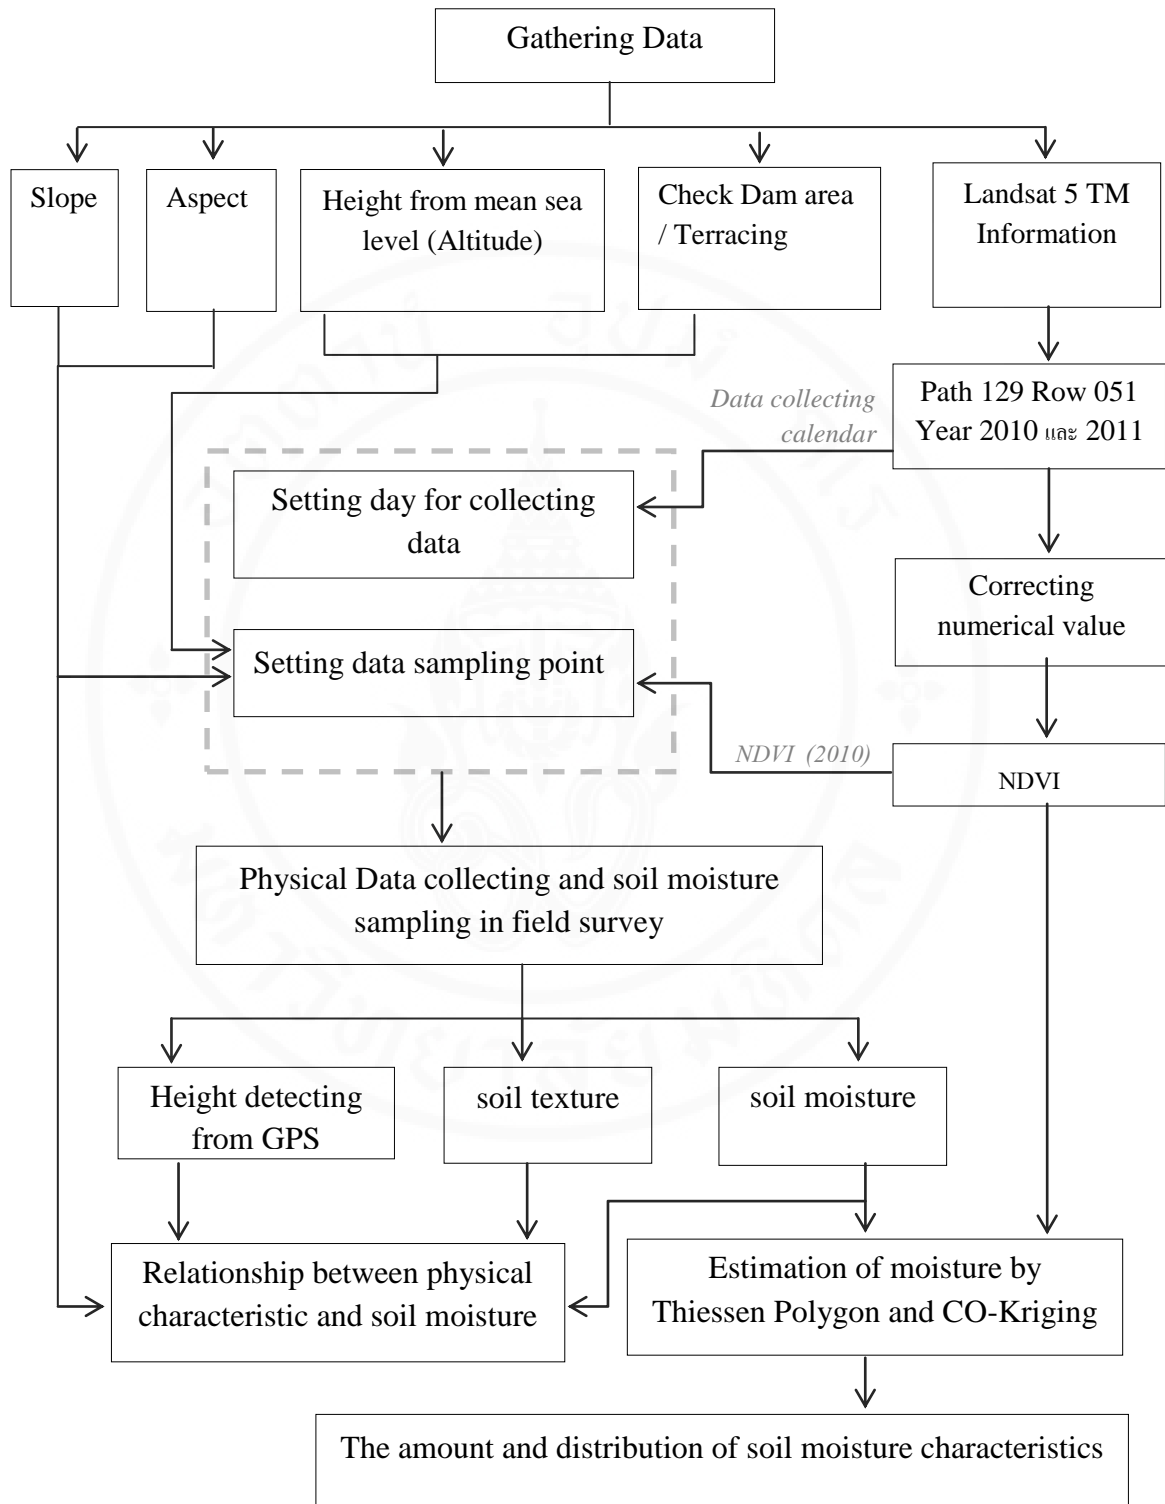 Gathering Data
Slope
Aspect
Height from mean sea
level (Altitude)
Check Dam area
/ Terracing
Landsat 5 TM
Information
Path 129 Row 051
Year 2010 และ 2011
Data collecting
calendar
Setting day for collecting
data
Correcting
numerical value
Setting data sampling point
NDVI (2010)
NDVI
Physical Data collecting and soil moisture
sampling in field survey
Height detecting
from GPS
soil texture
soil moisture
Relationship between physical
characteristic and soil moisture
Estimation of moisture by
Thiessen Polygon and CO-Kriging
The amount and distribution of soil moisture characteristics